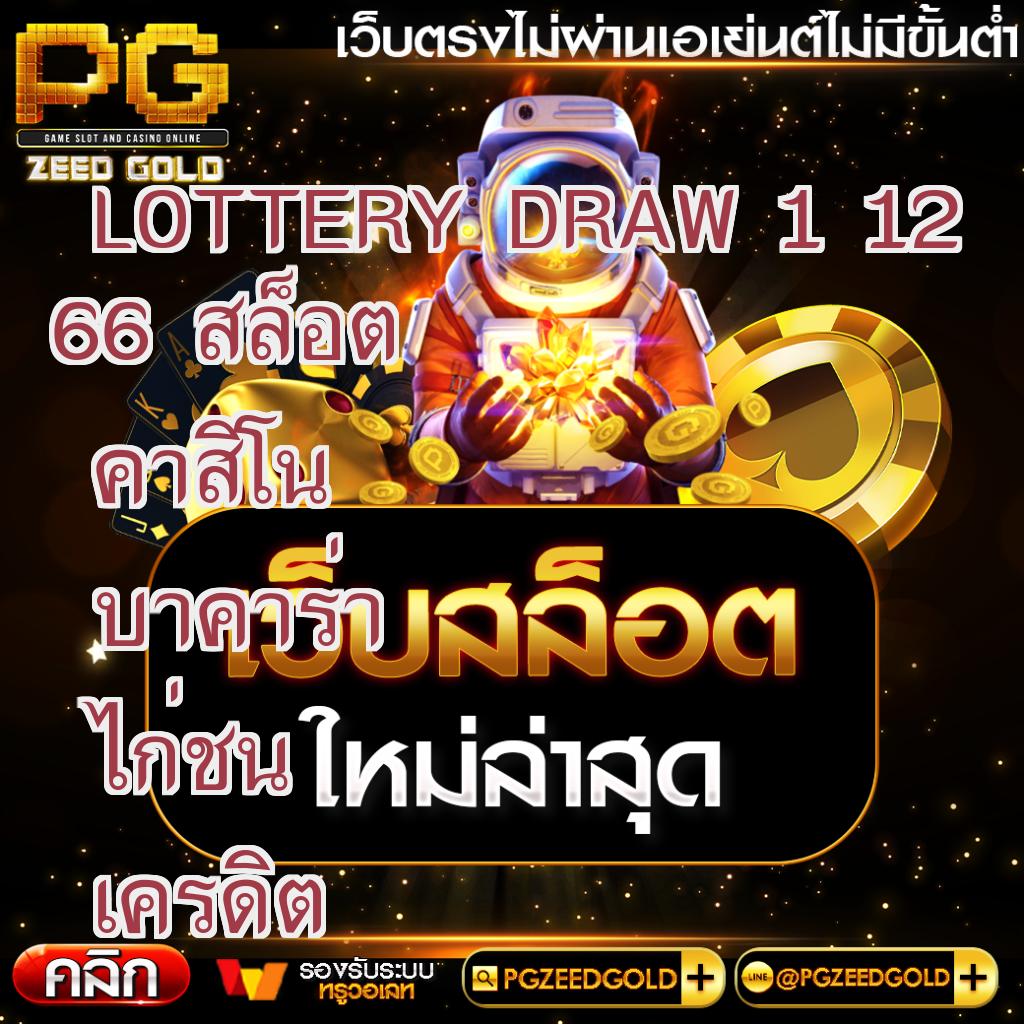 เว็บตรงไม่ผ่านเอเย่นต์ไม่มีขั้นต่ำ
PG
GAME SLOT AND CASINO ONLINE
ZEED GOLD
LOTTERY DRAW 1 12
66 สล็อต
คาสิโน
บาคาร่า
เว็บสล็อต
ไก่ชน
ใหม่ล่าสุด
เครดิต
คลิก
รองรับระบบ
ทรูวอเลท
PGZEEDGOLD +
LINE @PGZEEDGOLD +